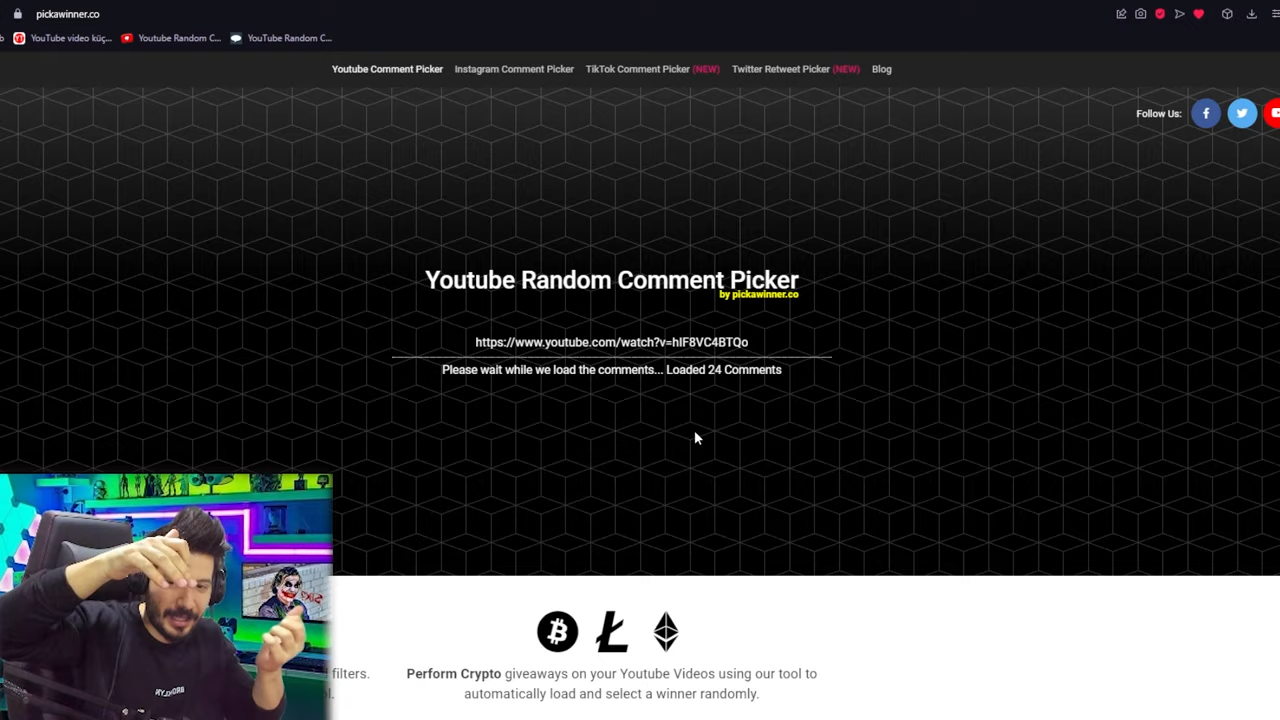 pickawinner.co
YouTube video küç...
Youtube Random C...
YouTube Random C...
Youtube Comment Picker
Instagram Comment Picker
TikTok Comment Picker (NEW)
Twitter Retweet Picker (NEW)
Blog
Follow Us:
Youtube Random Comment Picker
by pickawinner.co
https://www.youtube.com/watch?v=hIF8VC4BTQo
Please wait while we load the comments... Loaded 24 Comments
filters.
Perform Crypto giveaways on your Youtube Videos using our tool to
automatically load and select a winner randomly.